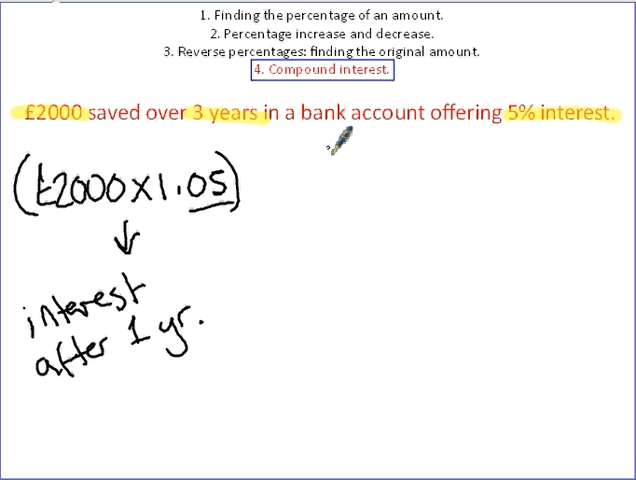 1. Finding the percentage of an amount.
2. Percentage increase and decrease.
3. Reverse percentages: finding the original amount.
4. Compound interest.
£2000 saved over 3 years in a bank account offering 5% interest.
(£2000x1.05)
interest
after 1 yr.